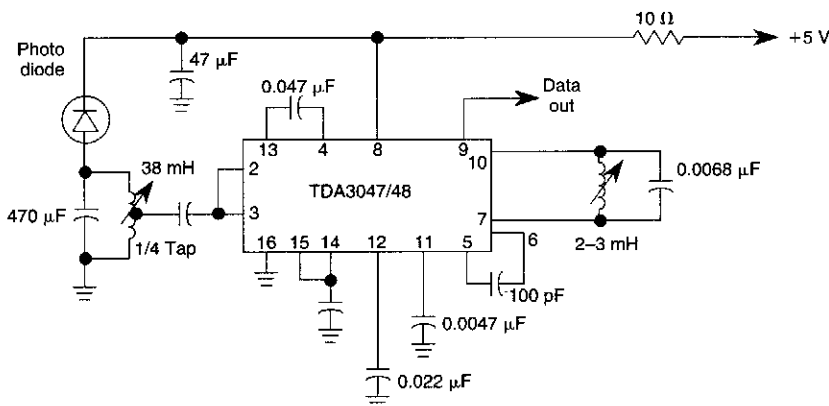 10 Ω
+5 V
Photo
diode
47 μF
0.047 μF
Data
out
13 4 8 9
10
2
38 mH
TDA3047/48
0.0068 μF
470 μF
3
7
1/4 Tap
16 15 14 12 11 5 6
2–3 mH
100 pF
0.0047 μF
0.022 μF